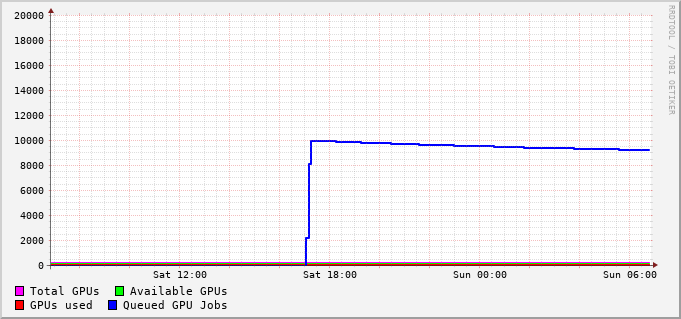 RRDTOOL / TOBI OETIKER
20000
18000
16000
14000
12000
10000
8000
6000
4000
2000
0
Sat 12:00 Sat 18:00 Sun 00:00 Sun 06:00
Total GPUs Available GPUs
GPUs used Queued GPU Jobs